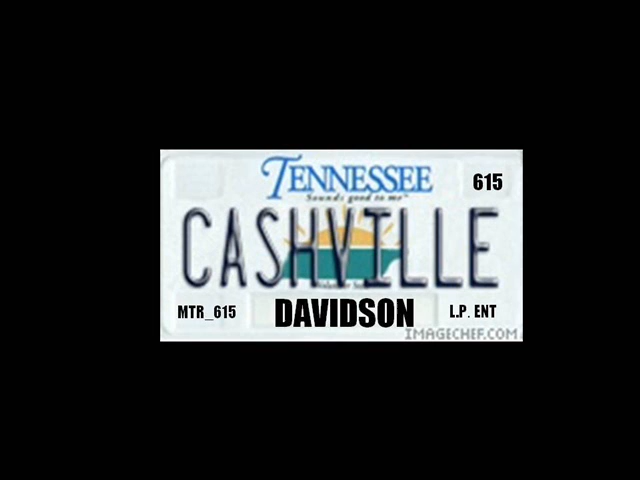 TENNESSEE
615
Sounds good to me
CASHVILLE
MTR_615
DAVIDSON
L.P. ENT
IMAGECHEF.COM